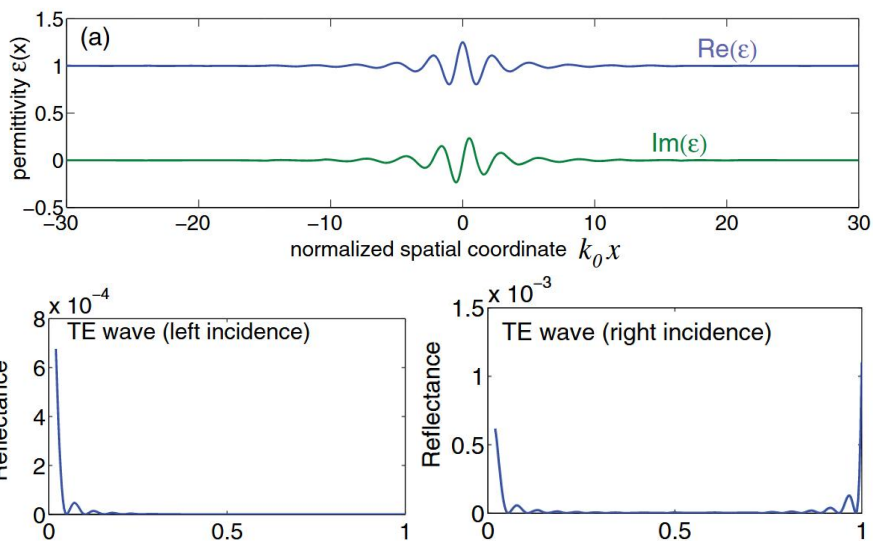 (a)
permittivity ε(x)
1.5
1
0.5
0
−0.5
Re(ε)
Im(ε)
−30 −20 −10 0 10 20 30
normalized spatial coordinate k₀x
x 10⁻⁴
TE wave (left incidence)
Reflectance
8
6
4
2
0
0 0.5 1
x 10⁻³
TE wave (right incidence)
Reflectance
1.5
1
0.5
0
0 0.5 1